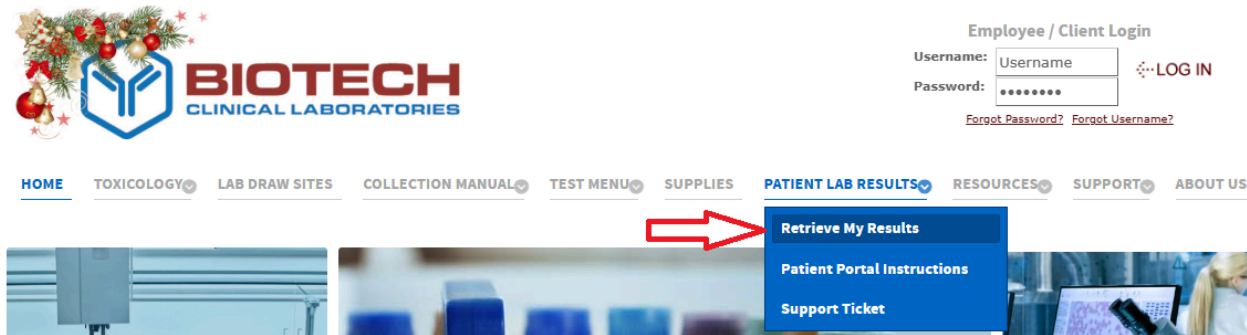 Employee / Client Login
BIOTECH
CLINICAL LABORATORIES
Username: Username
LOG IN
Password: ••••••••
Forgot Password? Forgot Username?
HOME TOXICOLOGY LAB DRAW SITES COLLECTION MANUAL TEST MENU SUPPLIES PATIENT LAB RESULTS RESOURCES SUPPORT ABOUT US
Retrieve My Results
Patient Portal Instructions
Support Ticket